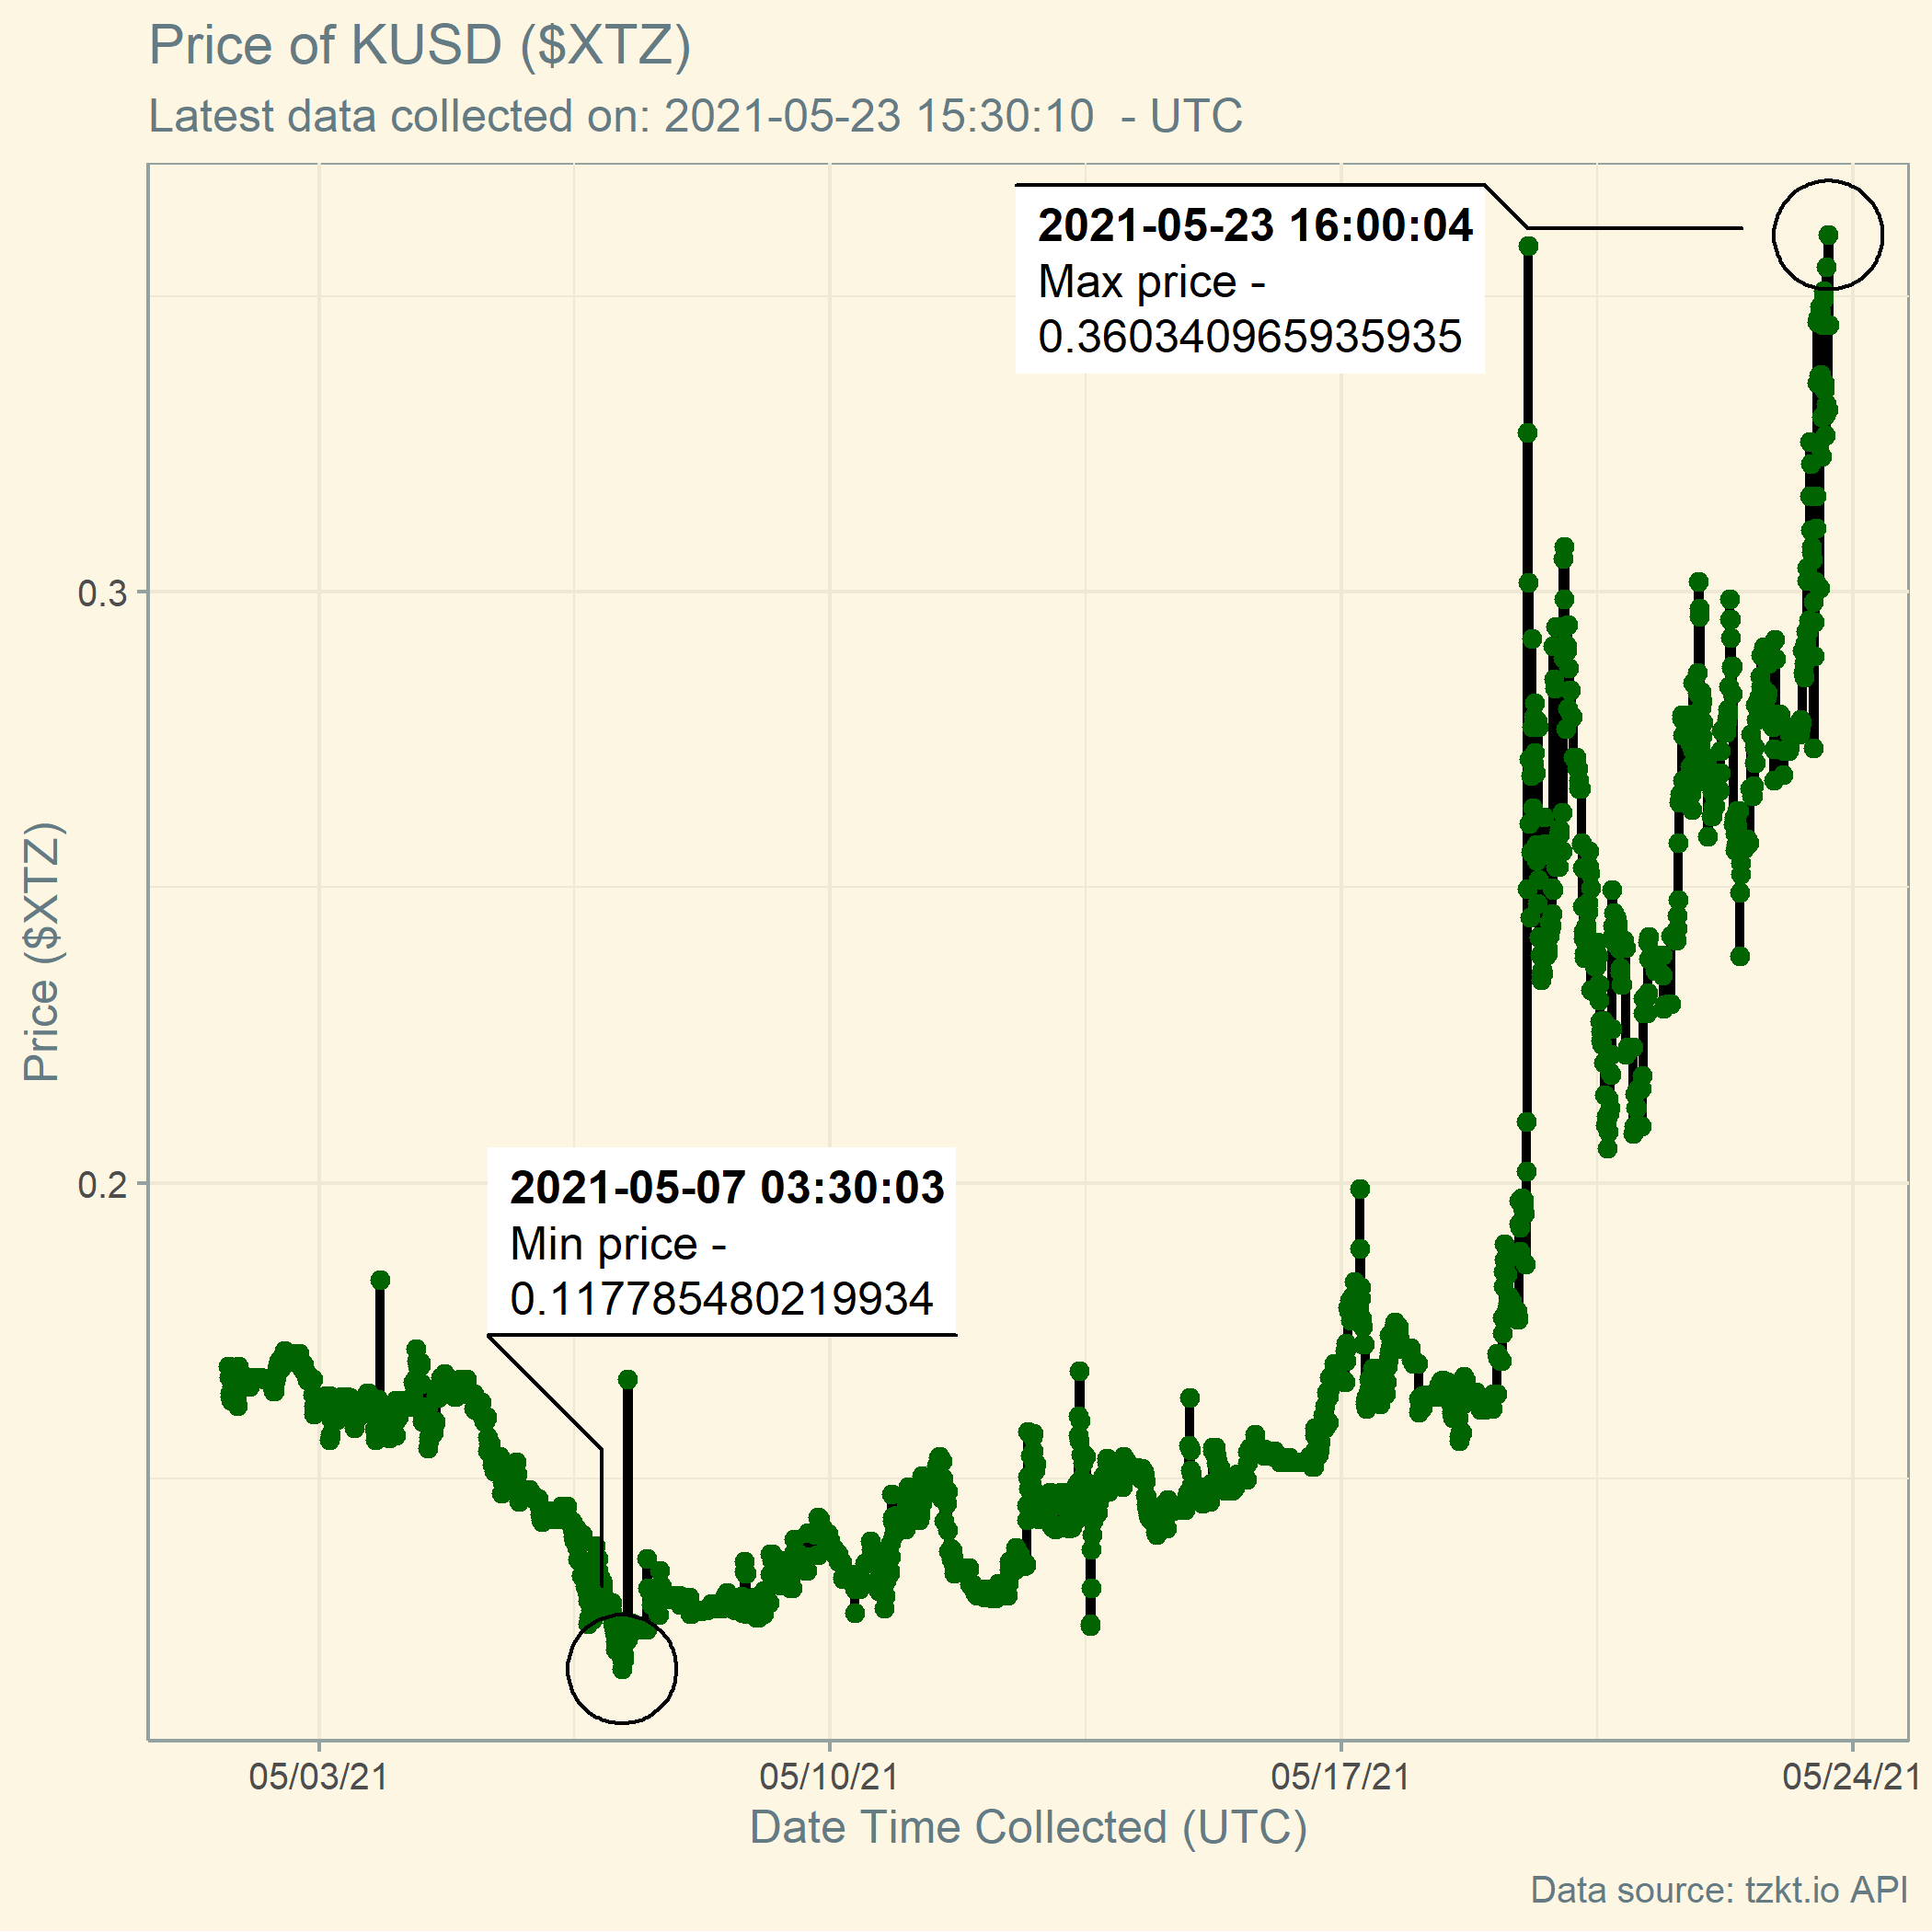 Price of KUSD ($XTZ)
Latest data collected on: 2021-05-23 15:30:10  - UTC
2021-05-23 16:00:04
Max price -
0.360340965935935
0.3
Price ($XTZ)
0.2
2021-05-07 03:30:03
Min price -
0.117785480219934
05/03/21
05/10/21
05/17/21
05/24/21
Date Time Collected (UTC)
Data source: tzkt.io API